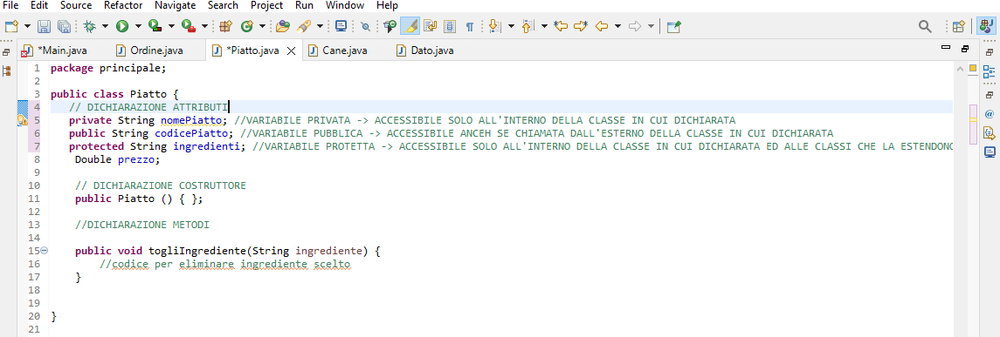 File Edit Source Refactor Navigate Search Project Run Window Help
*Main.java Ordine.java *Piatto.java Cane.java Dato.java
1 package principale;
2
3 public class Piatto {
4 // DICHIARAZIONE ATTRIBUTI
5 private String nomePiatto; //VARIABILE PRIVATA -> ACCESSIBILE SOLO ALL'INTERNO DELLA CLASSE IN CUI DICHIARATA
6 public String codicePiatto; //VARIABILE PUBBLICA -> ACCESSIBILE ANCEH SE CHIAMATA DALL'ESTERNO DELLA CLASSE IN CUI DICHIARATA
7 protected String ingredienti; //VARIABILE PROTETTA -> ACCESSIBILE SOLO ALL'INTERNO DELLA CLASSE IN CUI DICHIARATA ED ALLE CLASSI CHE LA ESTENDONO
8 Double prezzo;
9
10 // DICHIARAZIONE COSTRUTTORE
11 public Piatto () { };
12
13 //DICHIARAZIONE METODI
14
15 public void togliIngrediente(String ingrediente) {
16 //codice per eliminare ingrediente scelto
17 }
18
19
20 }
21